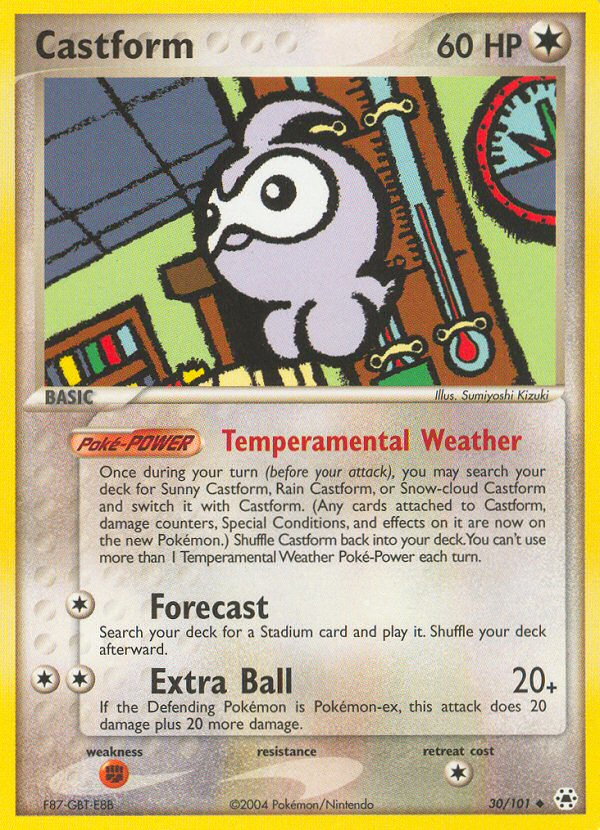 Castform
60 HP
BASIC
Illus. Sumiyoshi Kizuki
Poké-POWER Temperamental Weather
Once during your turn (before your attack), you may search your
deck for Sunny Castform, Rain Castform, or Snow-cloud Castform
and switch it with Castform. (Any cards attached to Castform,
damage counters, Special Conditions, and effects on it are now on
the new Pokémon.) Shuffle Castform back into your deck. You can't use
more than 1 Temperamental Weather Poké-Power each turn.
Forecast
Search your deck for a Stadium card and play it. Shuffle your deck
afterward.
Extra Ball 20+
If the Defending Pokémon is Pokémon-ex, this attack does 20
damage plus 20 more damage.
weakness resistance retreat cost
F87-GBT-E8B ©2004 Pokémon/Nintendo 30/101